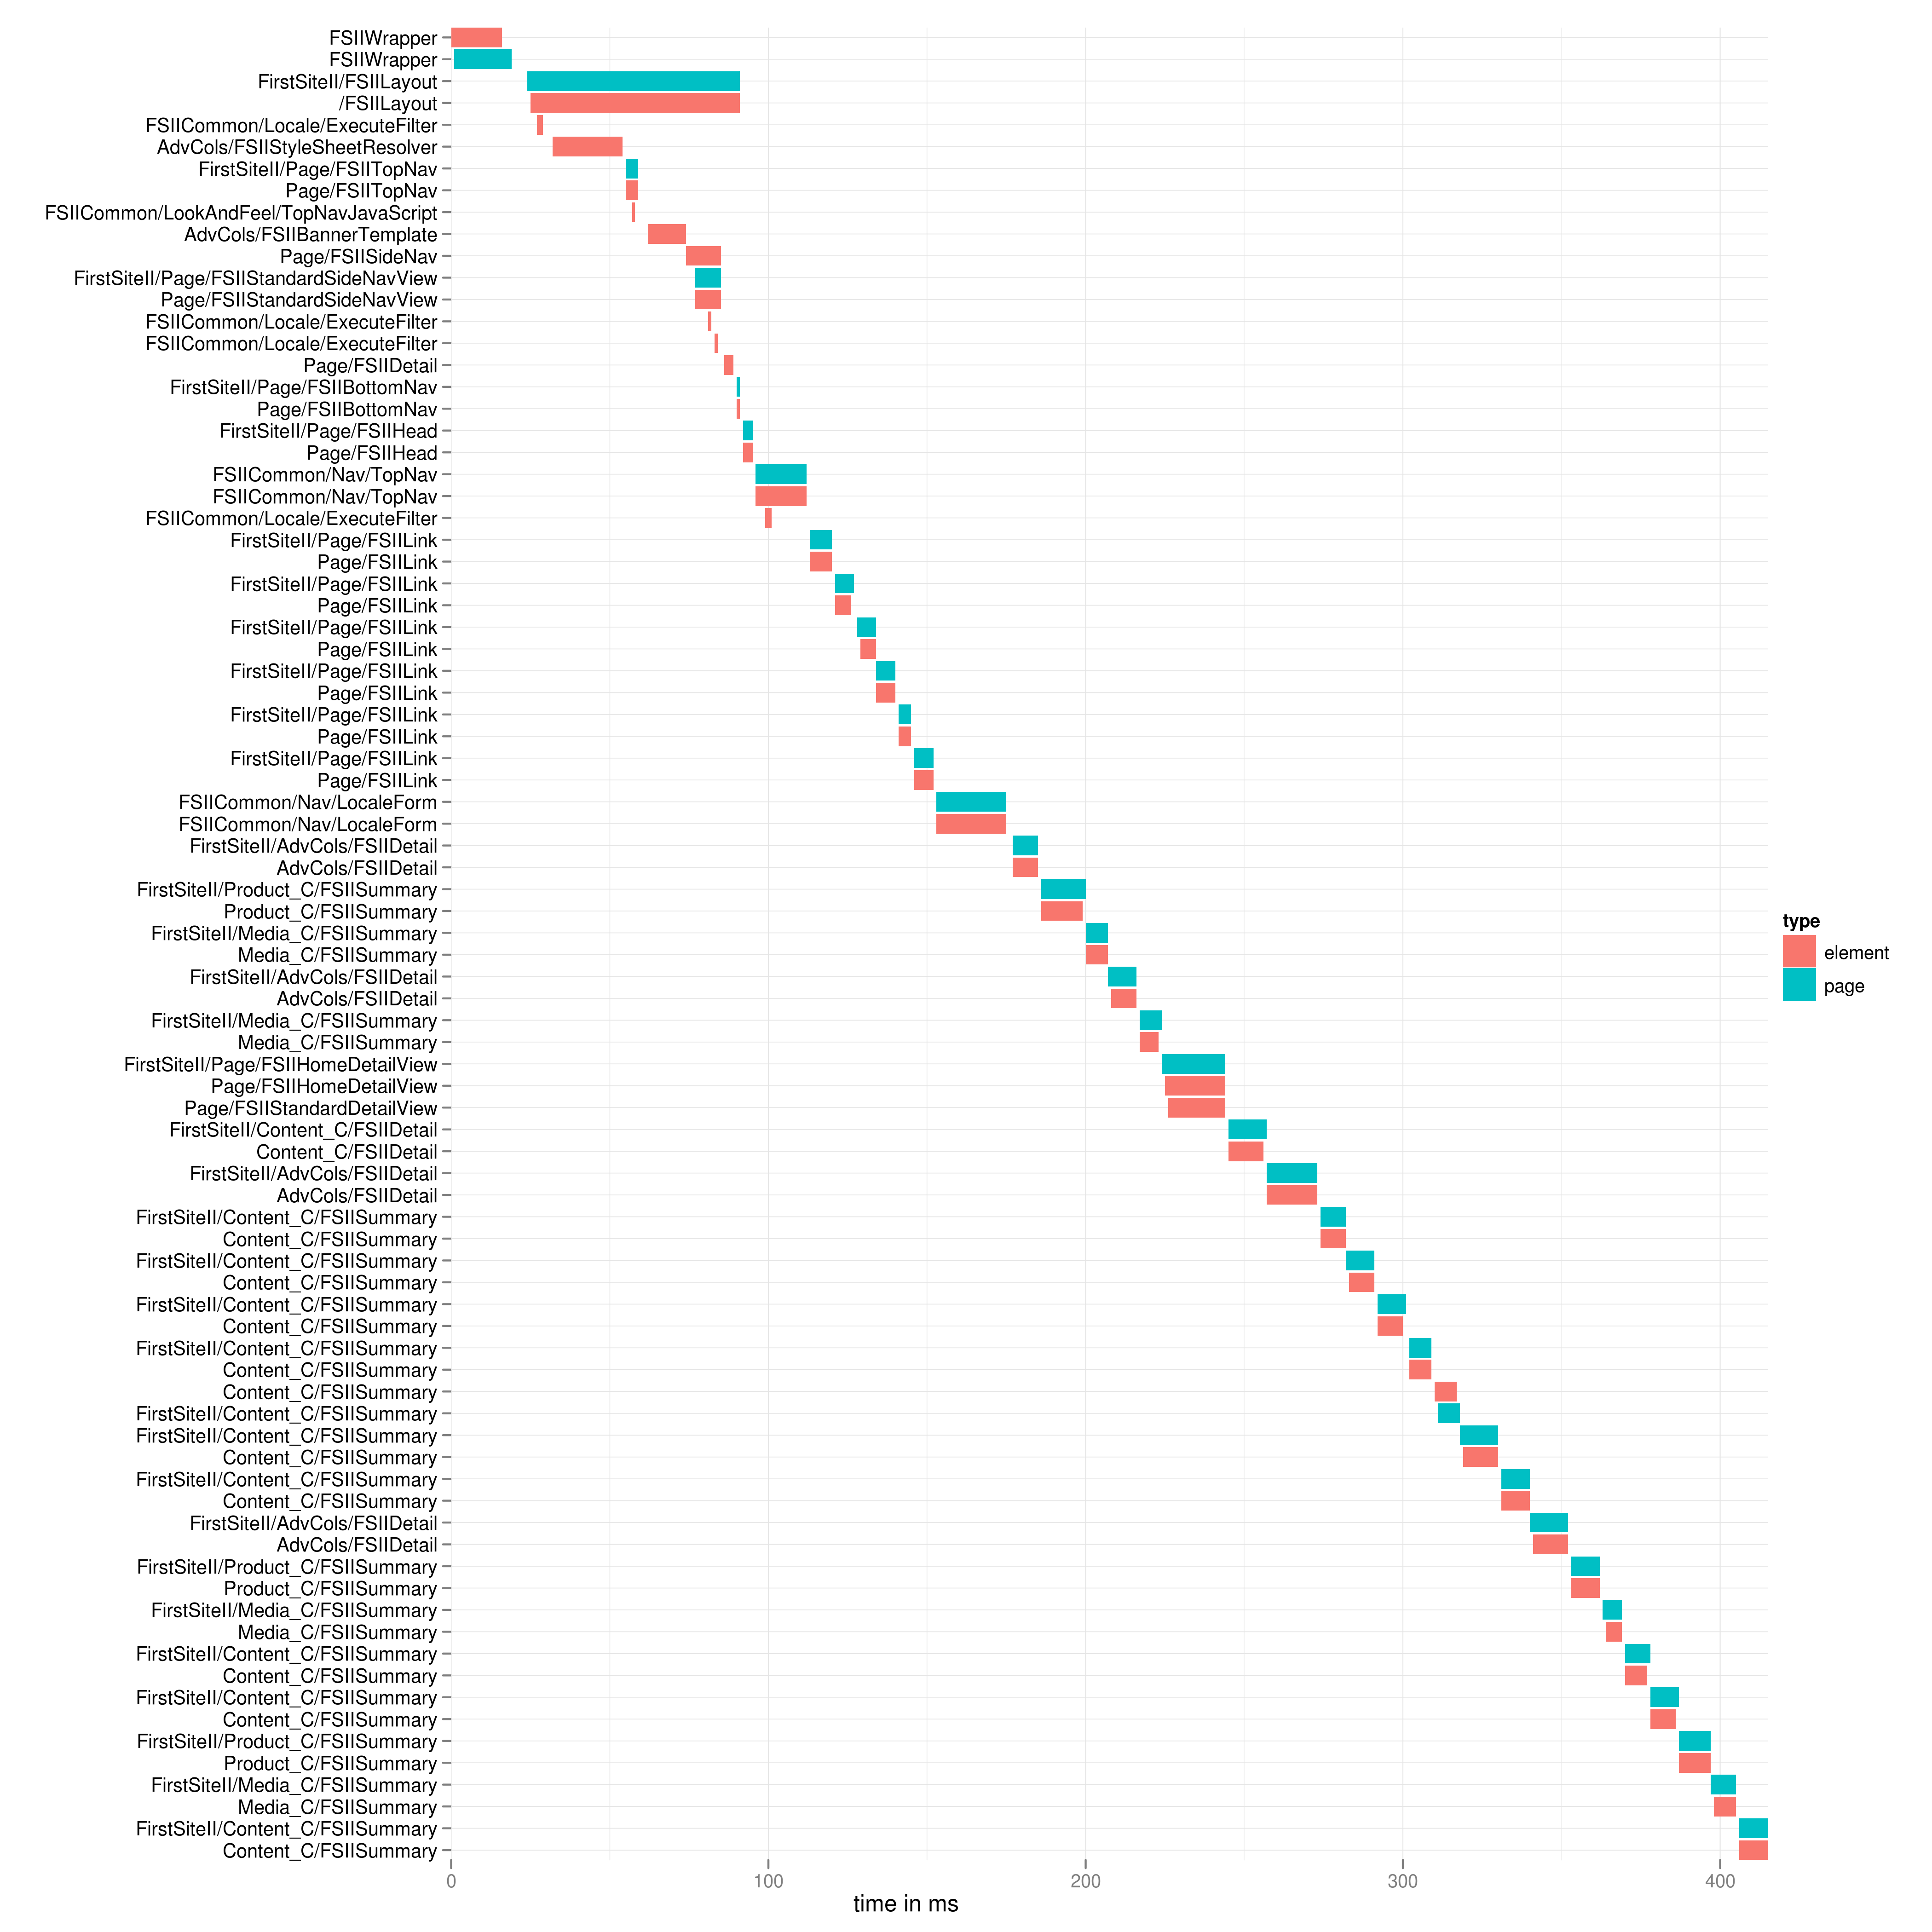 FSIIWrapper
FSIIWrapper
FirstSiteII/FSIILayout
/FSIILayout
FSIICommon/Locale/ExecuteFilter
AdvCols/FSIIStyleSheetResolver
FirstSiteII/Page/FSIITopNav
Page/FSIITopNav
FSIICommon/LookAndFeel/TopNavJavaScript
AdvCols/FSIIBannerTemplate
Page/FSIISideNav
FirstSiteII/Page/FSIIStandardSideNavView
Page/FSIIStandardSideNavView
FSIICommon/Locale/ExecuteFilter
FSIICommon/Locale/ExecuteFilter
Page/FSIIDetail
FirstSiteII/Page/FSIIBottomNav
Page/FSIIBottomNav
FirstSiteII/Page/FSIIHead
Page/FSIIHead
FSIICommon/Nav/TopNav
FSIICommon/Nav/TopNav
FSIICommon/Locale/ExecuteFilter
FirstSiteII/Page/FSIILink
Page/FSIILink
FirstSiteII/Page/FSIILink
Page/FSIILink
FirstSiteII/Page/FSIILink
Page/FSIILink
FirstSiteII/Page/FSIILink
Page/FSIILink
FirstSiteII/Page/FSIILink
Page/FSIILink
FirstSiteII/Page/FSIILink
Page/FSIILink
FSIICommon/Nav/LocaleForm
FSIICommon/Nav/LocaleForm
FirstSiteII/AdvCols/FSIIDetail
AdvCols/FSIIDetail
FirstSiteII/Product_C/FSIISummary
Product_C/FSIISummary
FirstSiteII/Media_C/FSIISummary
Media_C/FSIISummary
FirstSiteII/AdvCols/FSIIDetail
AdvCols/FSIIDetail
FirstSiteII/Media_C/FSIISummary
Media_C/FSIISummary
FirstSiteII/Page/FSIIHomeDetailView
Page/FSIIHomeDetailView
Page/FSIIStandardDetailView
FirstSiteII/Content_C/FSIIDetail
Content_C/FSIIDetail
FirstSiteII/AdvCols/FSIIDetail
AdvCols/FSIIDetail
FirstSiteII/Content_C/FSIISummary
Content_C/FSIISummary
FirstSiteII/Content_C/FSIISummary
Content_C/FSIISummary
FirstSiteII/Content_C/FSIISummary
Content_C/FSIISummary
FirstSiteII/Content_C/FSIISummary
Content_C/FSIISummary
Content_C/FSIISummary
FirstSiteII/Content_C/FSIISummary
FirstSiteII/Content_C/FSIISummary
Content_C/FSIISummary
FirstSiteII/Content_C/FSIISummary
Content_C/FSIISummary
FirstSiteII/AdvCols/FSIIDetail
AdvCols/FSIIDetail
FirstSiteII/Product_C/FSIISummary
Product_C/FSIISummary
FirstSiteII/Media_C/FSIISummary
Media_C/FSIISummary
FirstSiteII/Content_C/FSIISummary
Content_C/FSIISummary
FirstSiteII/Content_C/FSIISummary
Content_C/FSIISummary
FirstSiteII/Product_C/FSIISummary
Product_C/FSIISummary
FirstSiteII/Media_C/FSIISummary
Media_C/FSIISummary
FirstSiteII/Content_C/FSIISummary
Content_C/FSIISummary
0 100 200 300 400
time in ms
type
element
page